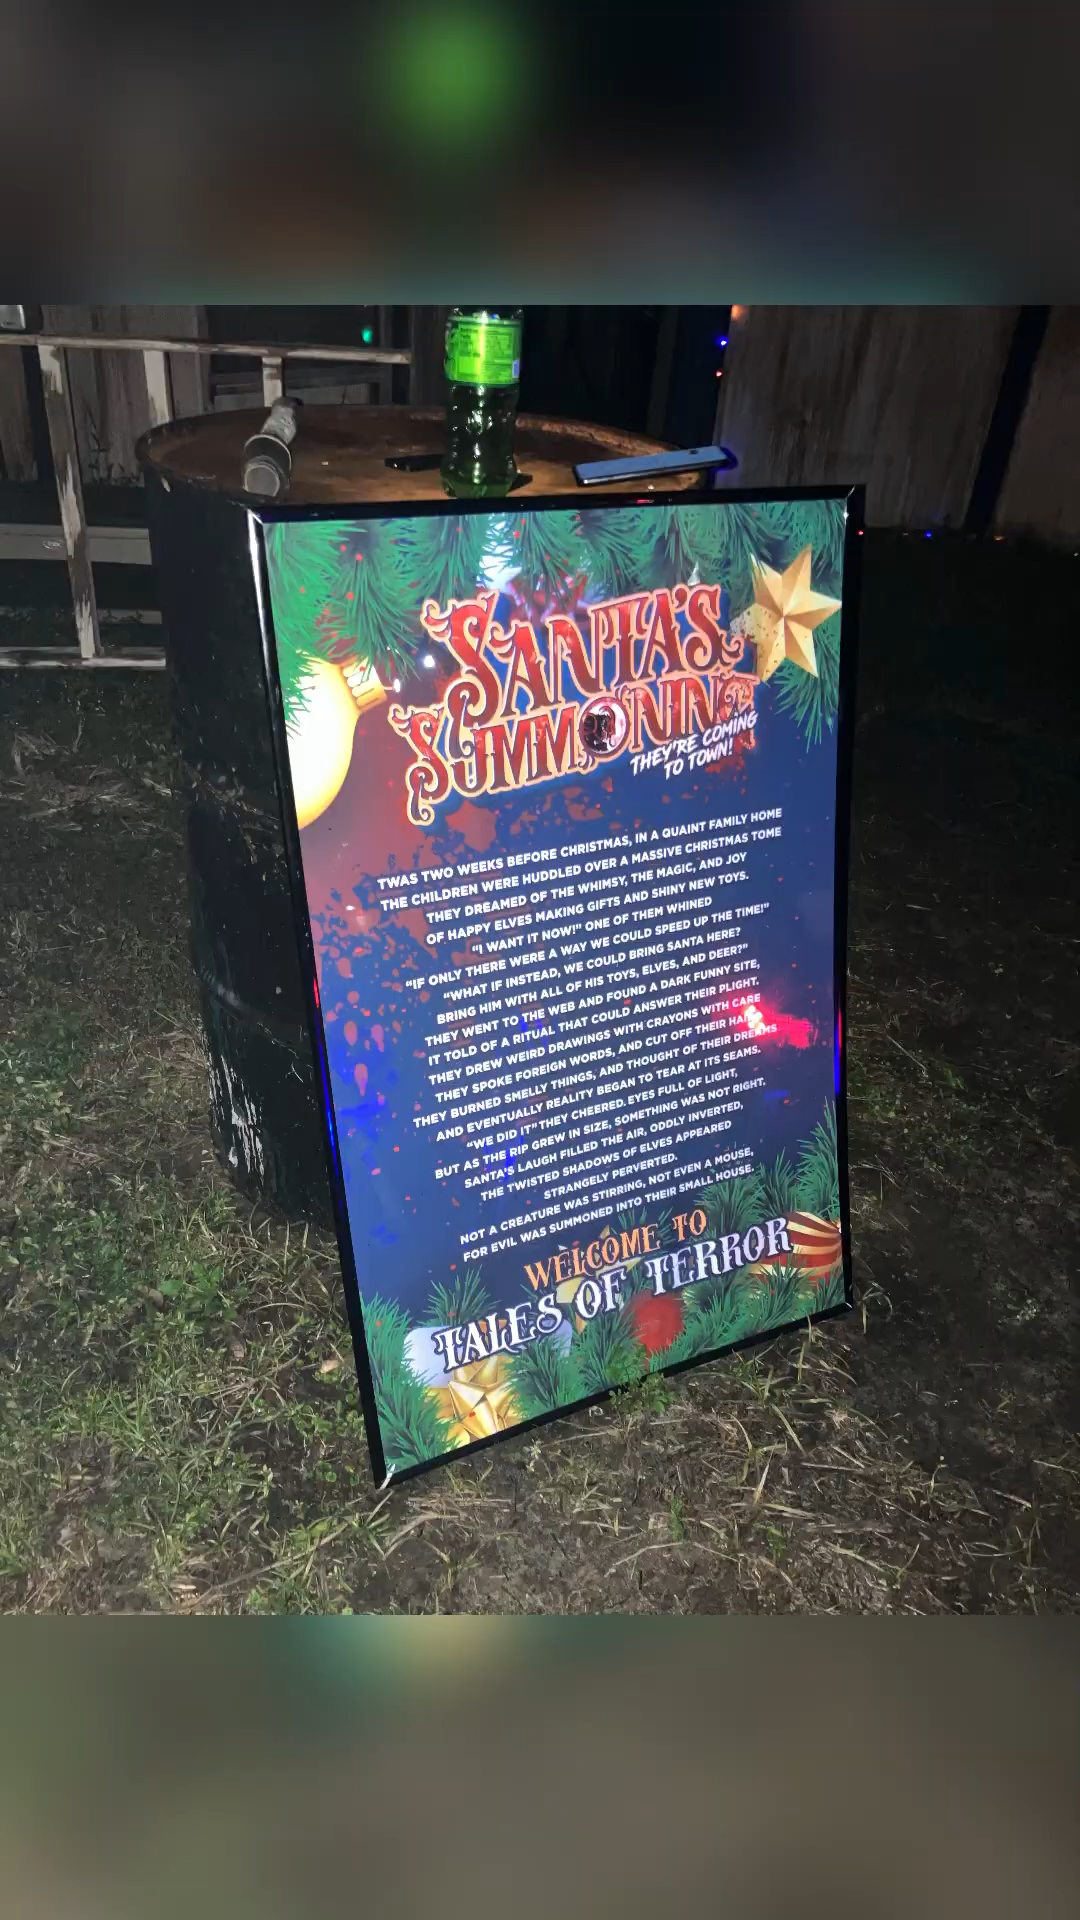 SANTA'S
SUMMONING
THEY'RE COMING
TO TOWN!
TWAS TWO WEEKS BEFORE CHRISTMAS, IN A QUAINT FAMILY HOME
THE CHILDREN WERE HUDDLED OVER A MASSIVE CHRISTMAS TOME
THEY DREAMED OF THE WHIMSY, THE MAGIC, AND JOY
OF HAPPY ELVES MAKING GIFTS AND SHINY NEW TOYS.
"I WANT IT NOW!" ONE OF THEM WHINED
"IF ONLY THERE WERE A WAY WE COULD SPEED UP THE TIME!"
"WHAT IF INSTEAD, WE COULD BRING SANTA HERE?
BRING HIM WITH ALL OF HIS TOYS, ELVES, AND DEER?"
THEY WENT TO THE WEB AND FOUND A DARK FUNNY SITE,
IT TOLD OF A RITUAL THAT COULD ANSWER THEIR PLIGHT.
THEY DREW WEIRD DRAWINGS WITH CRAYONS WITH CARE
THEY SPOKE FOREIGN WORDS, AND CUT OFF THEIR
THEY BURNED SMELLY THINGS, AND THOUGHT OF THEIR DREAMS
AND EVENTUALLY REALITY BEGAN TO TEAR AT ITS SEAMS.
"WE DID IT" THEY CHEERED. EYES FULL OF LIGHT,
BUT AS THE RIP GREW IN SIZE, SOMETHING WAS NOT RIGHT.
SANTA'S LAUGH FILLED THE AIR, ODDLY INVERTED,
THE TWISTED SHADOWS OF ELVES APPEARED
STRANGELY PERVERTED.
NOT A CREATURE WAS STIRRING, NOT EVEN A MOUSE,
FOR EVIL WAS SUMMONED INTO THEIR SMALL HOUSE.
WELCOME TO
TALES OF TERROR